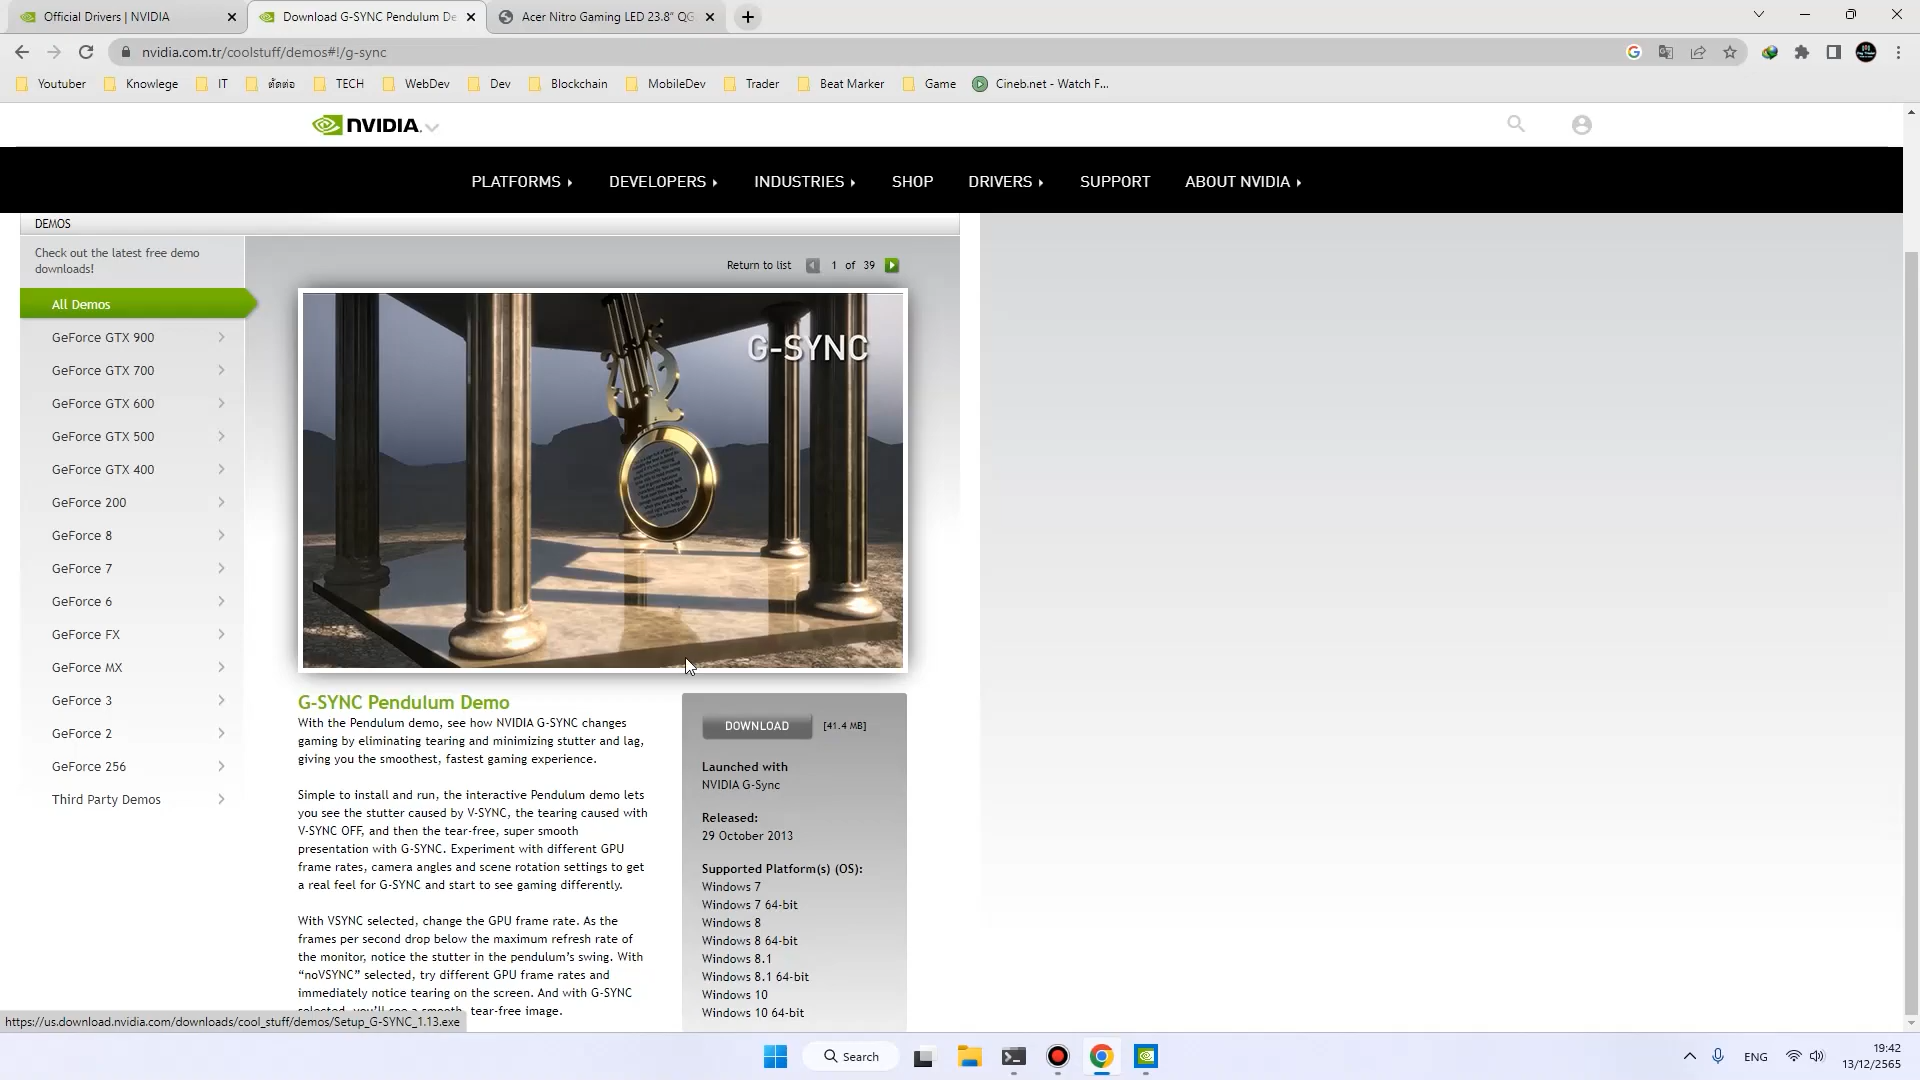 Official Drivers | NVIDIA
Download G-SYNC Pendulum De
Acer Nitro Gaming LED 23.8" QG
nvidia.com.tr/coolstuff/demos#!/g-sync
Youtuber
Knowlege
IT
ตัดต่อ
TECH
WebDev
Dev
Blockchain
MobileDev
Trader
Beat Marker
Game
Cineb.net - Watch F...
NVIDIA.
PLATFORMS
DEVELOPERS
INDUSTRIES
SHOP
DRIVERS
SUPPORT
ABOUT NVIDIA
DEMOS
Check out the latest free demo
downloads!
Return to list 1 of 39
All Demos
GeForce GTX 900
GeForce GTX 700
GeForce GTX 600
GeForce GTX 500
GeForce GTX 400
GeForce 200
GeForce 8
GeForce 7
GeForce 6
GeForce FX
GeForce MX
GeForce 3
GeForce 2
GeForce 256
Third Party Demos
G-SYNC
G-SYNC Pendulum Demo
With the Pendulum demo, see how NVIDIA G-SYNC changes
gaming by eliminating tearing and minimizing stutter and lag,
giving you the smoothest, fastest gaming experience.
Simple to install and run, the interactive Pendulum demo lets
you see the stutter caused by V-SYNC, the tearing caused with
V-SYNC OFF, and then the tear-free, super smooth
presentation with G-SYNC. Experiment with different GPU
frame rates, camera angles and scene rotation settings to get
a real feel for G-SYNC and start to see gaming differently.
With VSYNC selected, change the GPU frame rate. As the
frames per second drop below the maximum refresh rate of
the monitor, notice the stutter in the pendulum's swing. With
“noVSYNC” selected, try different GPU frame rates and
immediately notice tearing on the screen. And with G-SYNC
selected, you'll see a smooth, tear-free image.
DOWNLOAD [41.4 MB]
Launched with
NVIDIA G-Sync
Released:
29 October 2013
Supported Platform(s) (OS):
Windows 7
Windows 7 64-bit
Windows 8
Windows 8 64-bit
Windows 8.1
Windows 8.1 64-bit
Windows 10
Windows 10 64-bit
https://us.download.nvidia.com/downloads/cool_stuff/demos/Setup_G-SYNC_1.13.exe
Search
ENG
19:42
13/12/2565